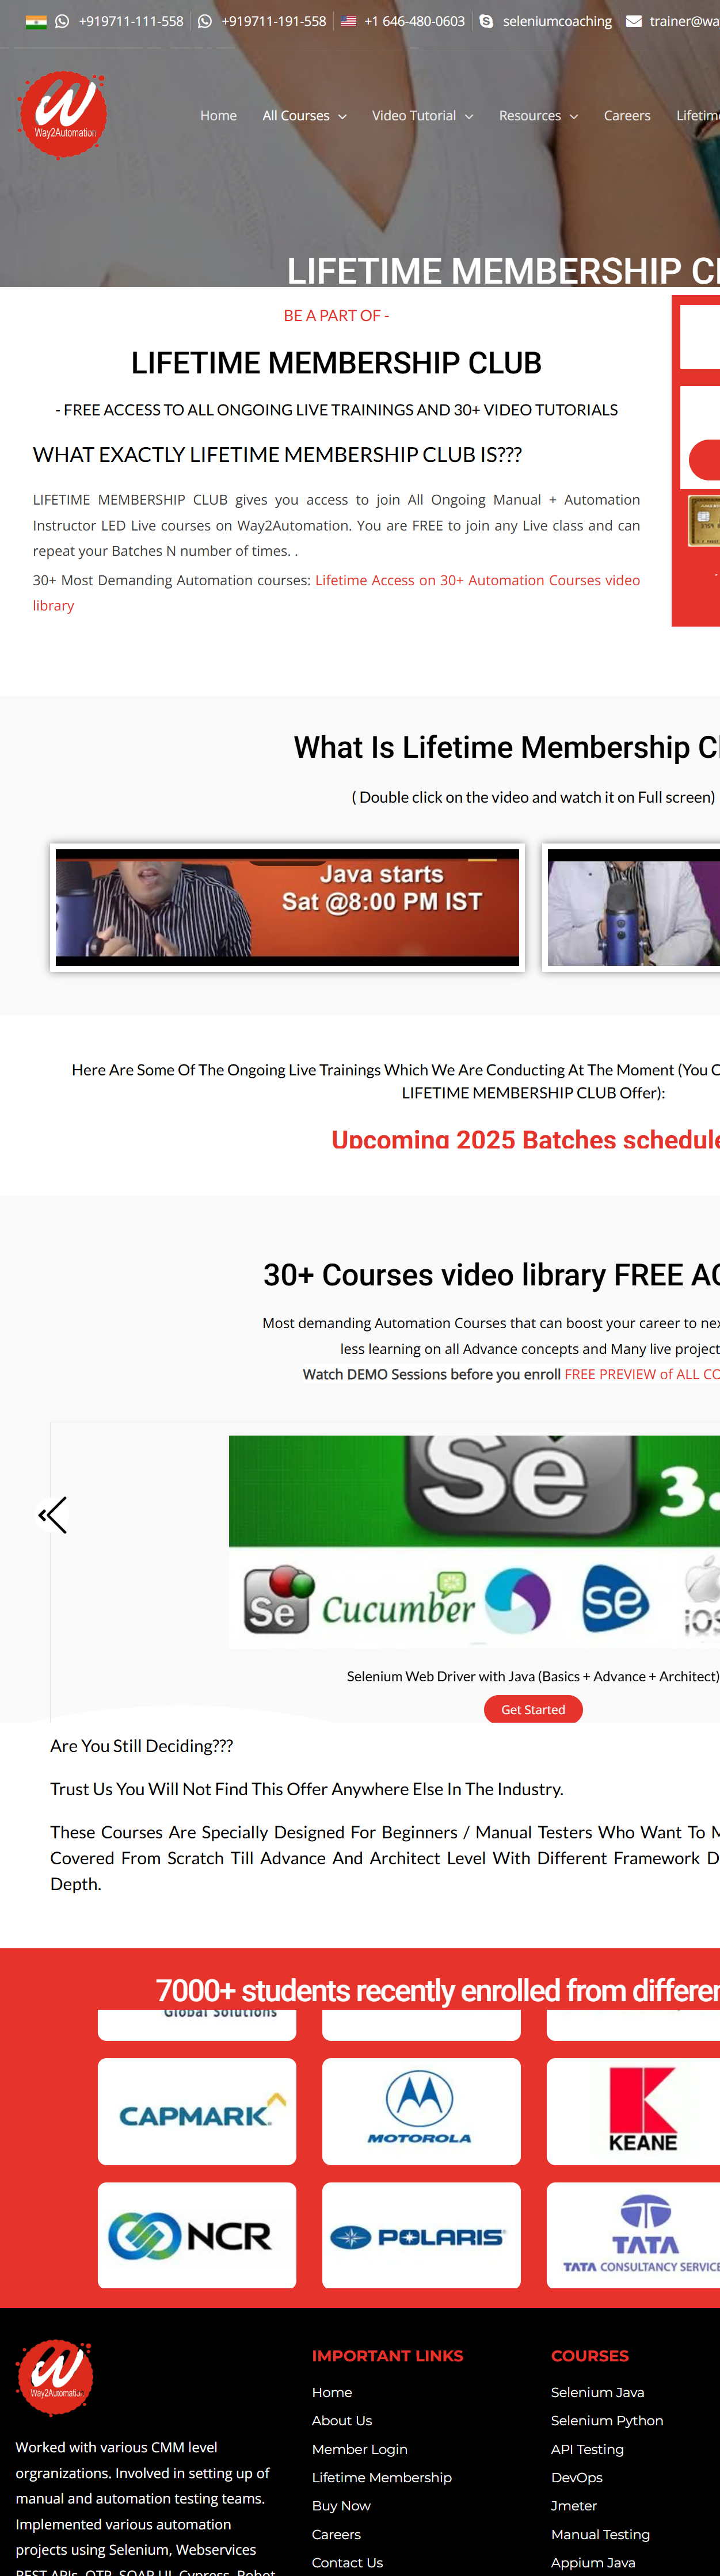 +919711-111-558 +919711-191-558 +1 646-480-0603 seleniumcoaching
Way2Automation
Home All Courses Video Tutorial Resources Careers
LIFETIME MEMBERSHIP
BE A PART OF -
LIFETIME MEMBERSHIP CLUB
- FREE ACCESS TO ALL ONGOING LIVE TRAININGS AND 30+ VIDEO TUTORIALS
WHAT EXACTLY LIFETIME MEMBERSHIP CLUB IS???
LIFETIME MEMBERSHIP CLUB gives you access to join All Ongoing Manual + Automation
Instructor LED Live courses on Way2Automation. You are FREE to join any Live class and can
repeat your Batches N number of times. .
30+ Most Demanding Automation courses: Lifetime Access on 30+ Automation Courses video
library
What Is Lifetime Membership
( Double click on the video and watch it on Full screen)
Java starts
Sat @8:00 PM IST
Here Are Some Of The Ongoing Live Trainings Which We Are Conducting At The Moment (You
LIFETIME MEMBERSHIP CLUB Offer):
Upcoming 2025 Batches schedule
30+ Courses video library FREE
Most demanding Automation Courses that can boost your career to
less learning on all Advance concepts and Many live project
Watch DEMO Sessions before you enroll FREE PREVIEW of ALL
Se 3.
Se Cucumber Se iOS
Selenium Web Driver with Java (Basics + Advance + Architect)
Get Started
Are You Still Deciding???
Trust Us You Will Not Find This Offer Anywhere Else In The Industry.
These Courses Are Specially Designed For Beginners / Manual Testers Who Want To
Covered From Scratch Till Advance And Architect Level With Different Framework
Depth.
7000+ students recently enrolled from
Global Solutions
CAPMARK MOTOROLA KEANE
NCR POLARIS TATA
TATA CONSULTANCY
Way2Automation
Worked with various CMM level
orgranizations. Involved in setting up of
manual and automation testing teams.
Implemented various automation
projects using Selenium, Webservices
REST APIs, QTP, SOAP UI, Cypress, Robot
IMPORTANT LINKS
Home
About Us
Member Login
Lifetime Membership
Buy Now
Careers
Contact Us
COURSES
Selenium Java
Selenium Python
API Testing
DevOps
Jmeter
Manual Testing
Appium Java